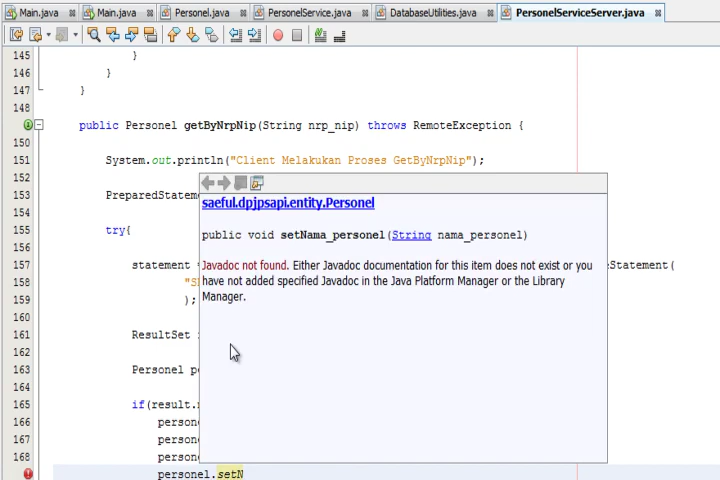 Main.java Main.java Personel.java PersonelService.java DatabaseUtilities.java PersonelServiceServer.java
145 }
146 }
147 }
148
public Personel getByNrpNip(String nrp_nip) throws RemoteException {
150
151 System.out.println("Client Melakukan Proses GetByNrpNip");
152
153 PreparedStateme
154
155 try{
156
157 statement eStatement(
158
159 );
160
161 ResultSet
162
163 Personel pe
164
165 if(result.
166 persone
167 persone
168 persone
personel.setN
saeful.dpjpsapi.entity.Personel
public void setNama_personel(String nama_personel)
Javadoc not found. Either Javadoc documentation for this item does not exist or you
have not added specified Javadoc in the Java Platform Manager or the Library
Manager.